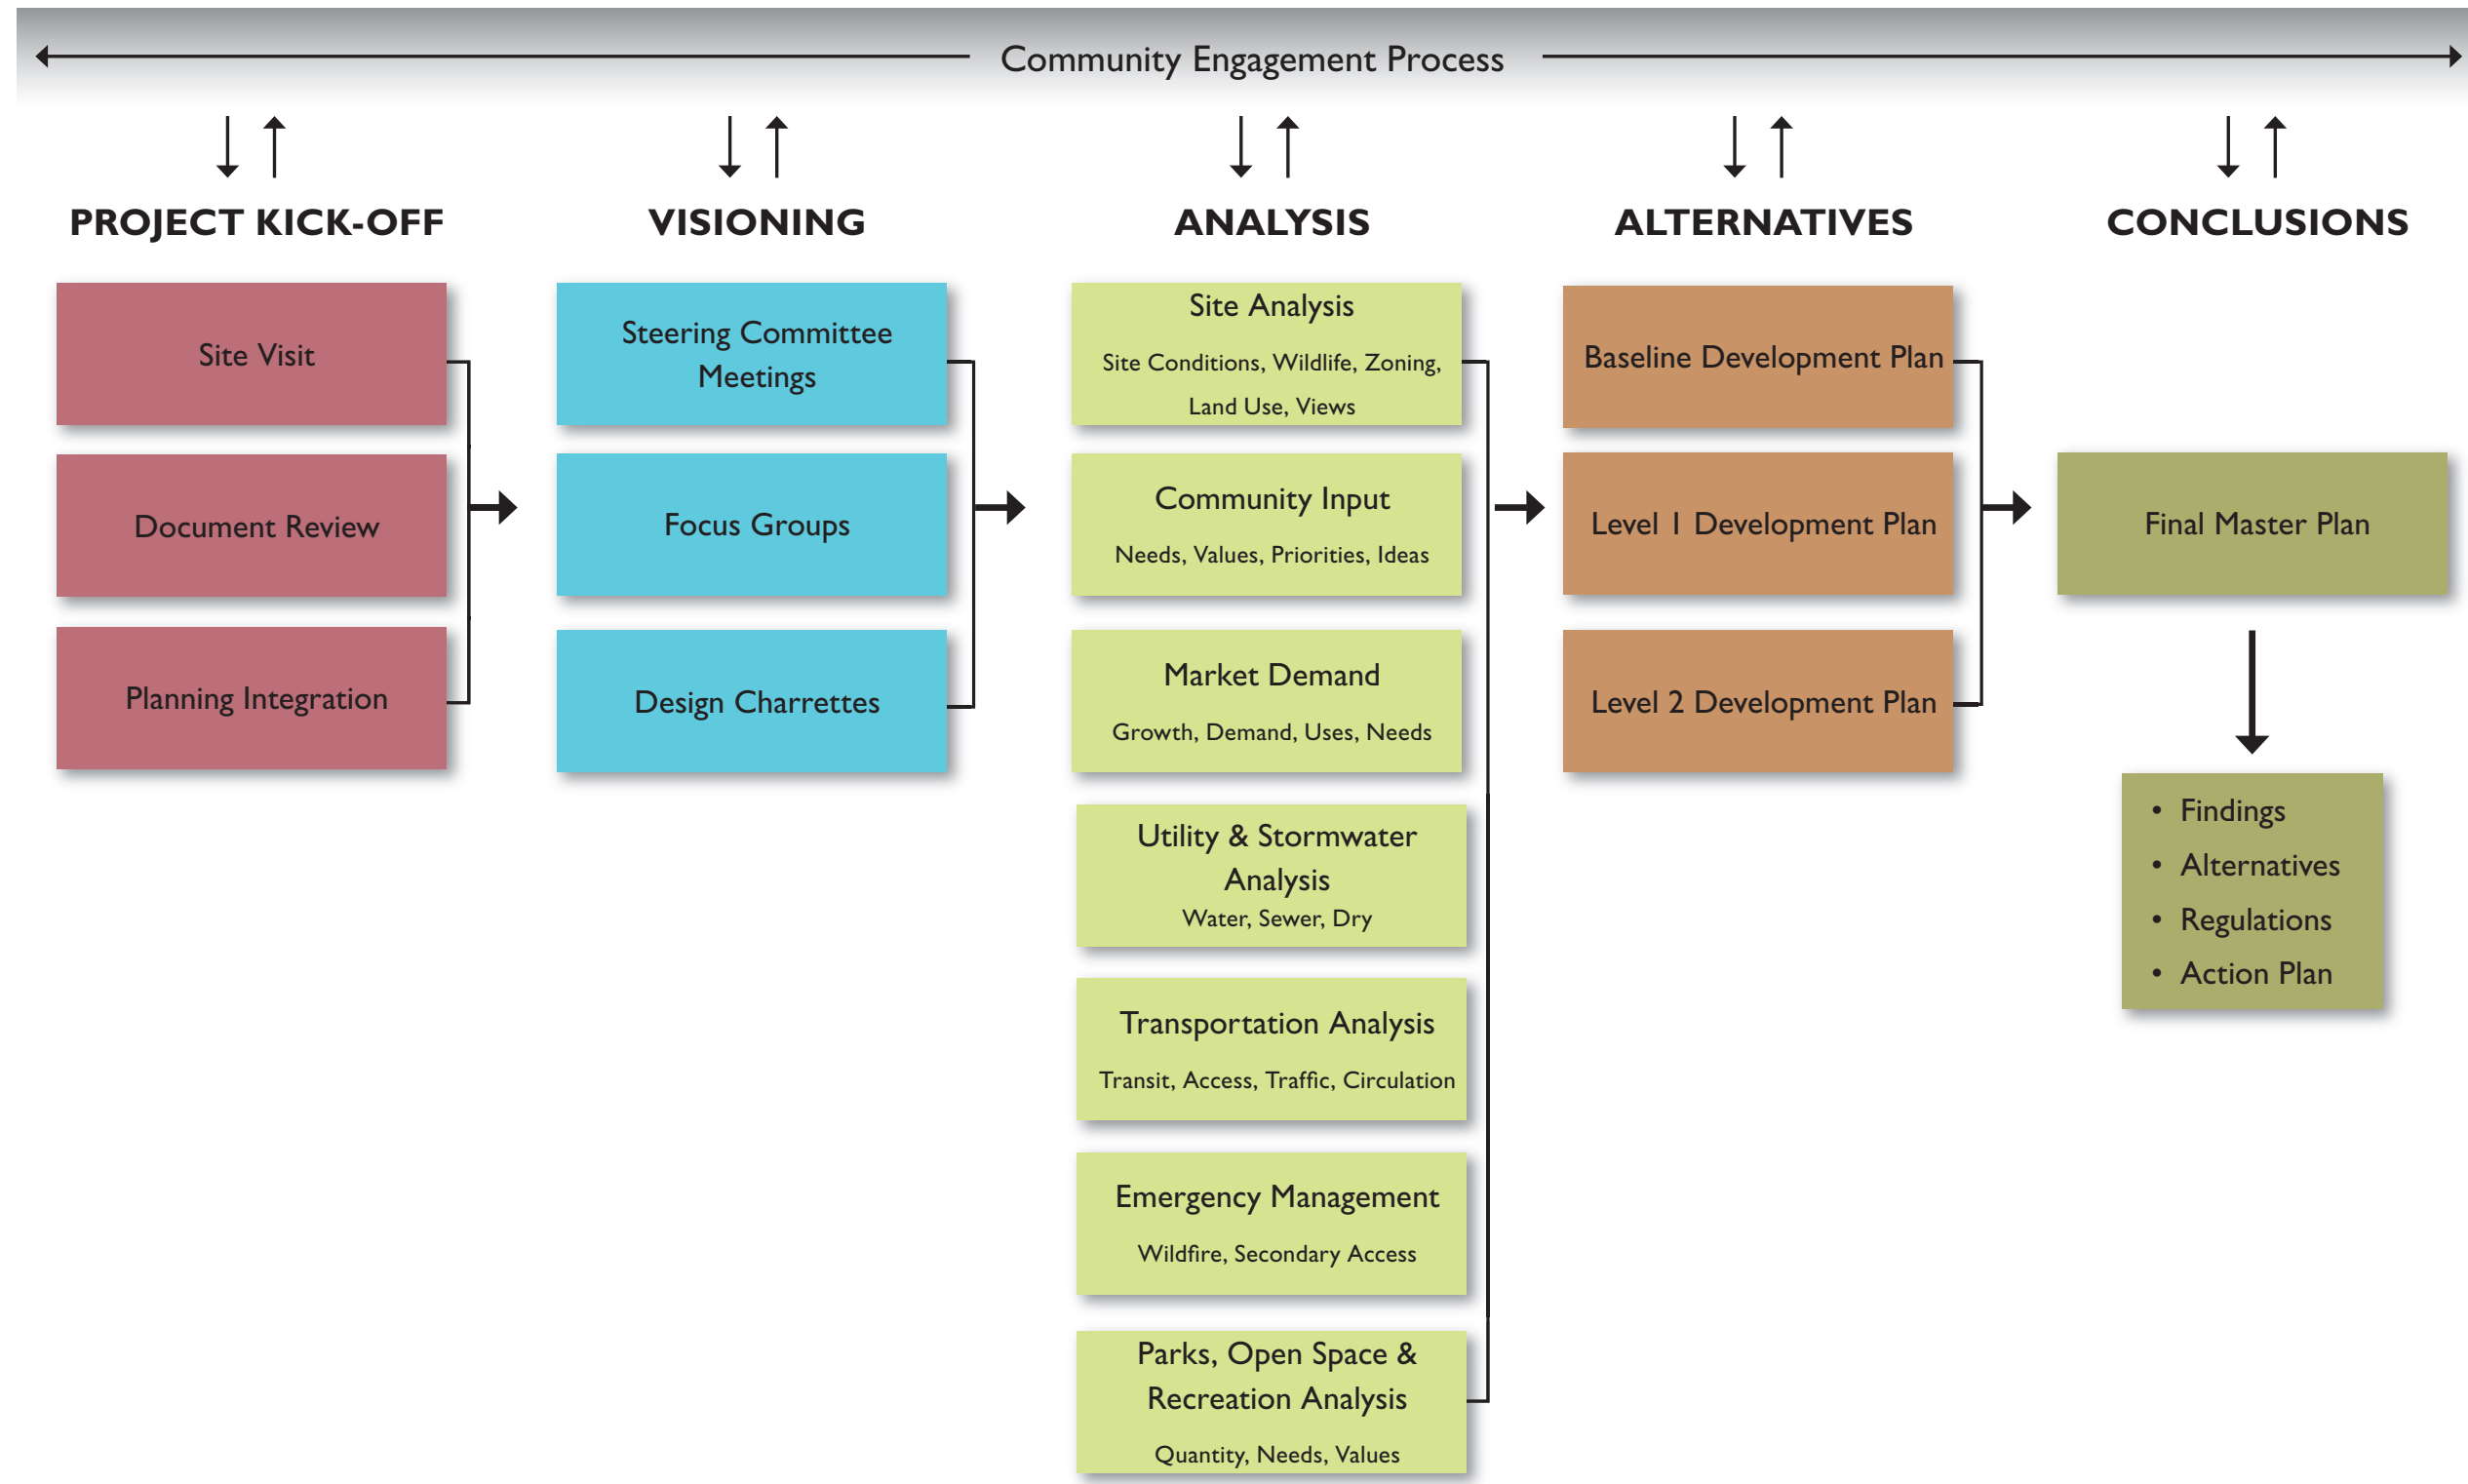 Community Engagement Process
PROJECT KICK-OFF
Site Visit
Document Review
Planning Integration
VISIONING
Steering Committee
Meetings
Focus Groups
Design Charrettes
ANALYSIS
Site Analysis
Site Conditions, Wildlife, Zoning,
Land Use, Views
Community Input
Needs, Values, Priorities, Ideas
Market Demand
Growth, Demand, Uses, Needs
Utility & Stormwater
Analysis
Water, Sewer, Dry
Transportation Analysis
Transit, Access, Traffic, Circulation
Emergency Management
Wildfire, Secondary Access
Parks, Open Space &
Recreation Analysis
Quantity, Needs, Values
ALTERNATIVES
Baseline Development Plan
Level 1 Development Plan
Level 2 Development Plan
CONCLUSIONS
Final Master Plan
• Findings
• Alternatives
• Regulations
• Action Plan